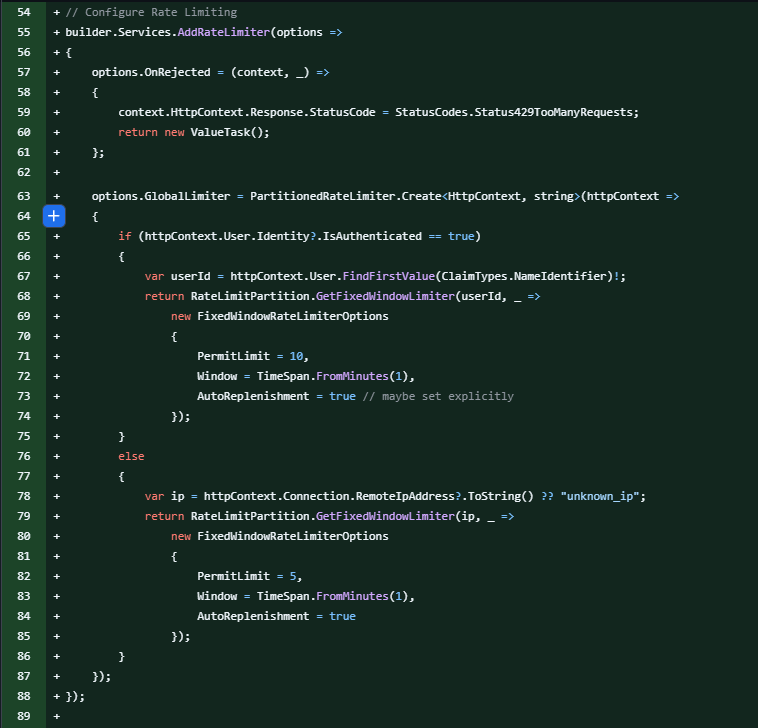 54 + // Configure Rate Limiting
55 + builder.Services.AddRateLimiter(options =>
56 + {
57 +     options.OnRejected = (context, _) =>
58 +     {
59 +         context.HttpContext.Response.StatusCode = StatusCodes.Status429TooManyRequests;
60 +         return new ValueTask();
61 +     };
62 +
63 +     options.GlobalLimiter = PartitionedRateLimiter.Create<HttpContext, string>(httpContext =>
64 +     {
65 +         if (httpContext.User.Identity?.IsAuthenticated == true)
66 +         {
67 +             var userId = httpContext.User.FindFirstValue(ClaimTypes.NameIdentifier)!;
68 +             return RateLimitPartition.GetFixedWindowLimiter(userId, _ =>
69 +                 new FixedWindowRateLimiterOptions
70 +                 {
71 +                     PermitLimit = 10,
72 +                     Window = TimeSpan.FromMinutes(1),
73 +                     AutoReplenishment = true // maybe set explicitly
74 +                 });
75 +         }
76 +         else
77 +         {
78 +             var ip = httpContext.Connection.RemoteIpAddress?.ToString() ?? "unknown_ip";
79 +             return RateLimitPartition.GetFixedWindowLimiter(ip, _ =>
80 +                 new FixedWindowRateLimiterOptions
81 +                 {
82 +                     PermitLimit = 5,
83 +                     Window = TimeSpan.FromMinutes(1),
84 +                     AutoReplenishment = true
85 +                 });
86 +         }
87 +     });
88 + });
89 +